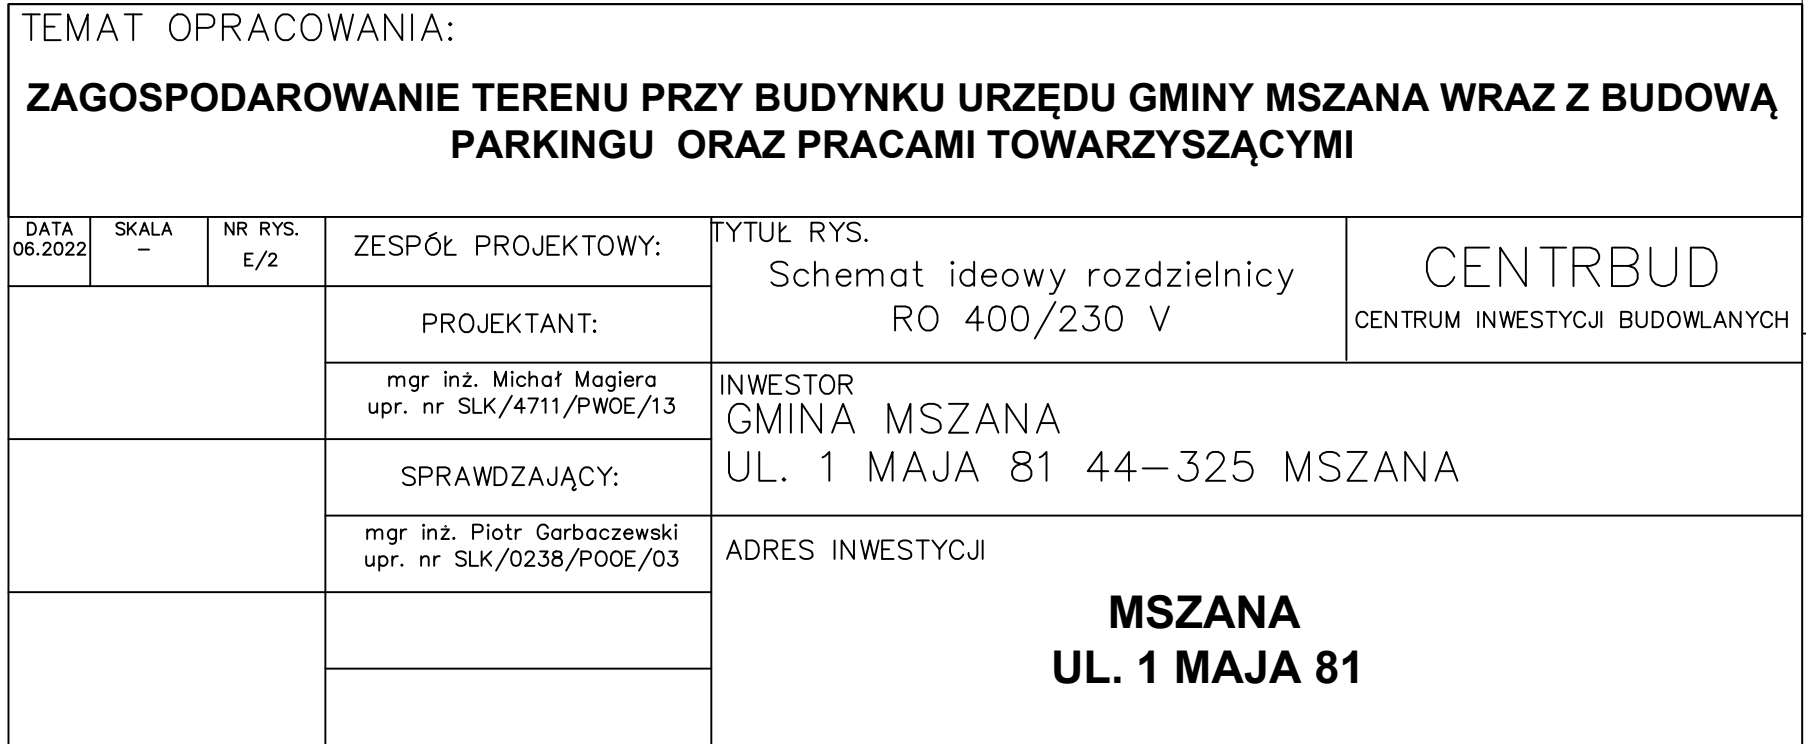 TEMAT OPRACOWANIA:
ZAGOSPODAROWANIE TERENU PRZY BUDYNKU URZĘDU GMINY MSZANA WRAZ Z BUDOWĄ
PARKINGU ORAZ PRACAMI TOWARZYSZĄCYMI
DATA
06.2022
SKALA
–
NR RYS.
E/2
ZESPÓŁ PROJEKTOWY:
TYTUŁ RYS.
Schemat ideowy rozdzielnicy
RO 400/230 V
CENTRBUD
CENTRUM INWESTYCJI BUDOWLANYCH
PROJEKTANT:
mgr inż. Michał Magiera
upr. nr SLK/4711/PWOE/13
INWESTOR
GMINA MSZANA
UL. 1 MAJA 81 44–325 MSZANA
SPRAWDZAJĄCY:
mgr inż. Piotr Garbaczewski
upr. nr SLK/0238/POOE/03
ADRES INWESTYCJI
MSZANA
UL. 1 MAJA 81